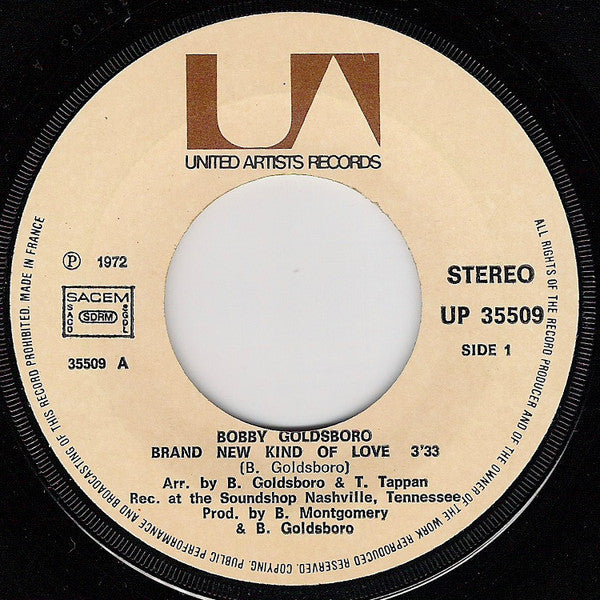 UA
UNITED ARTISTS RECORDS
Ⓟ 1972
SACEM
SACD
SDRM
SGDL
35509 A
STEREO
UP 35509
SIDE 1
BOBBY GOLDSBORO
BRAND NEW KIND OF LOVE 3'33
(B. Goldsboro)
Arr. by B. Goldsboro & T. Tappan
Rec. at the Soundshop Nashville, Tennessee,
Prod. by B. Montgomery
& B. Goldsboro
ALL RIGHTS OF THE RECORD PRODUCER AND OF THE OWNER OF THE WORK REPRODUCED RESERVED. COPYING, PUBLIC PERFORMANCE AND BROADCASTING OF THIS RECORD PROHIBITED. MADE IN FRANCE